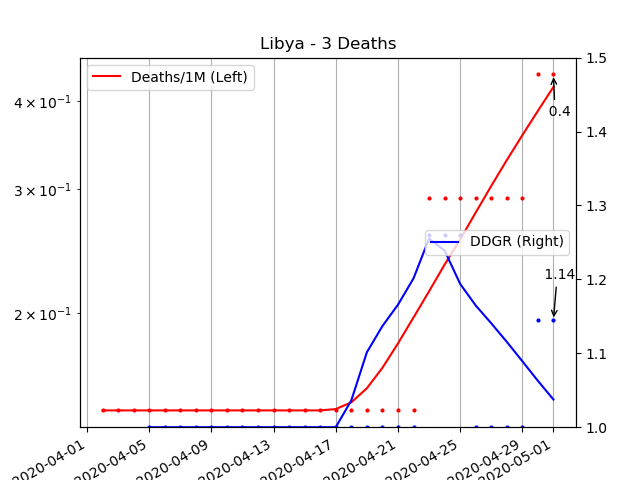 Libya - 3 Deaths
Deaths/1M (Left)
DDGR (Right)
0.4
1.14
4 × 10⁻¹
3 × 10⁻¹
2 × 10⁻¹
1.5
1.4
1.3
1.2
1.1
1.0
2020-04-05
2020-04-09
2020-04-13
2020-04-17
2020-04-21
2020-04-25
2020-04-29
2020-05-01